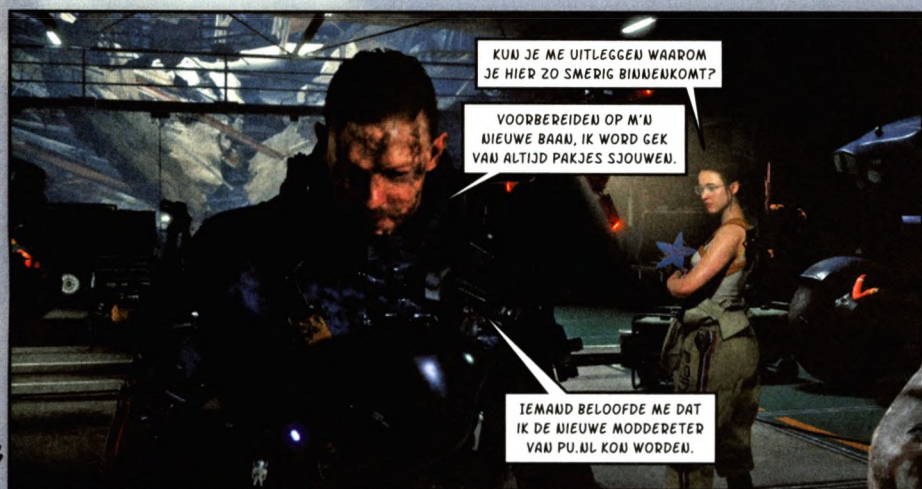 KUN JE ME UITLEGGEN WAAROM
JE HIER ZO SMERIG BINNENKOMT?
VOORBEREIDEN OP M'N
NIEUWE BAAN, IK WORD GEK
VAN ALTIJD PAKJES SJOUWEN.
IEMAND BELOOFDE ME DAT
IK DE NIEUWE MODDERETER
VAN PU.NL KON WORDEN.